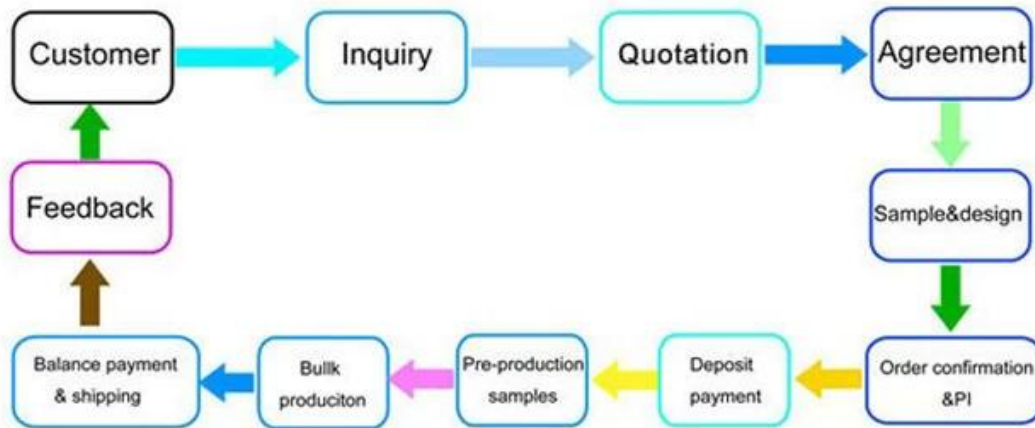 Customer
Inquiry
Quotation
Agreement
Sample&design
Order confirmation
&PI
Deposit
payment
Pre-production
samples
Bullk
produciton
Balance payment
& shipping
Feedback